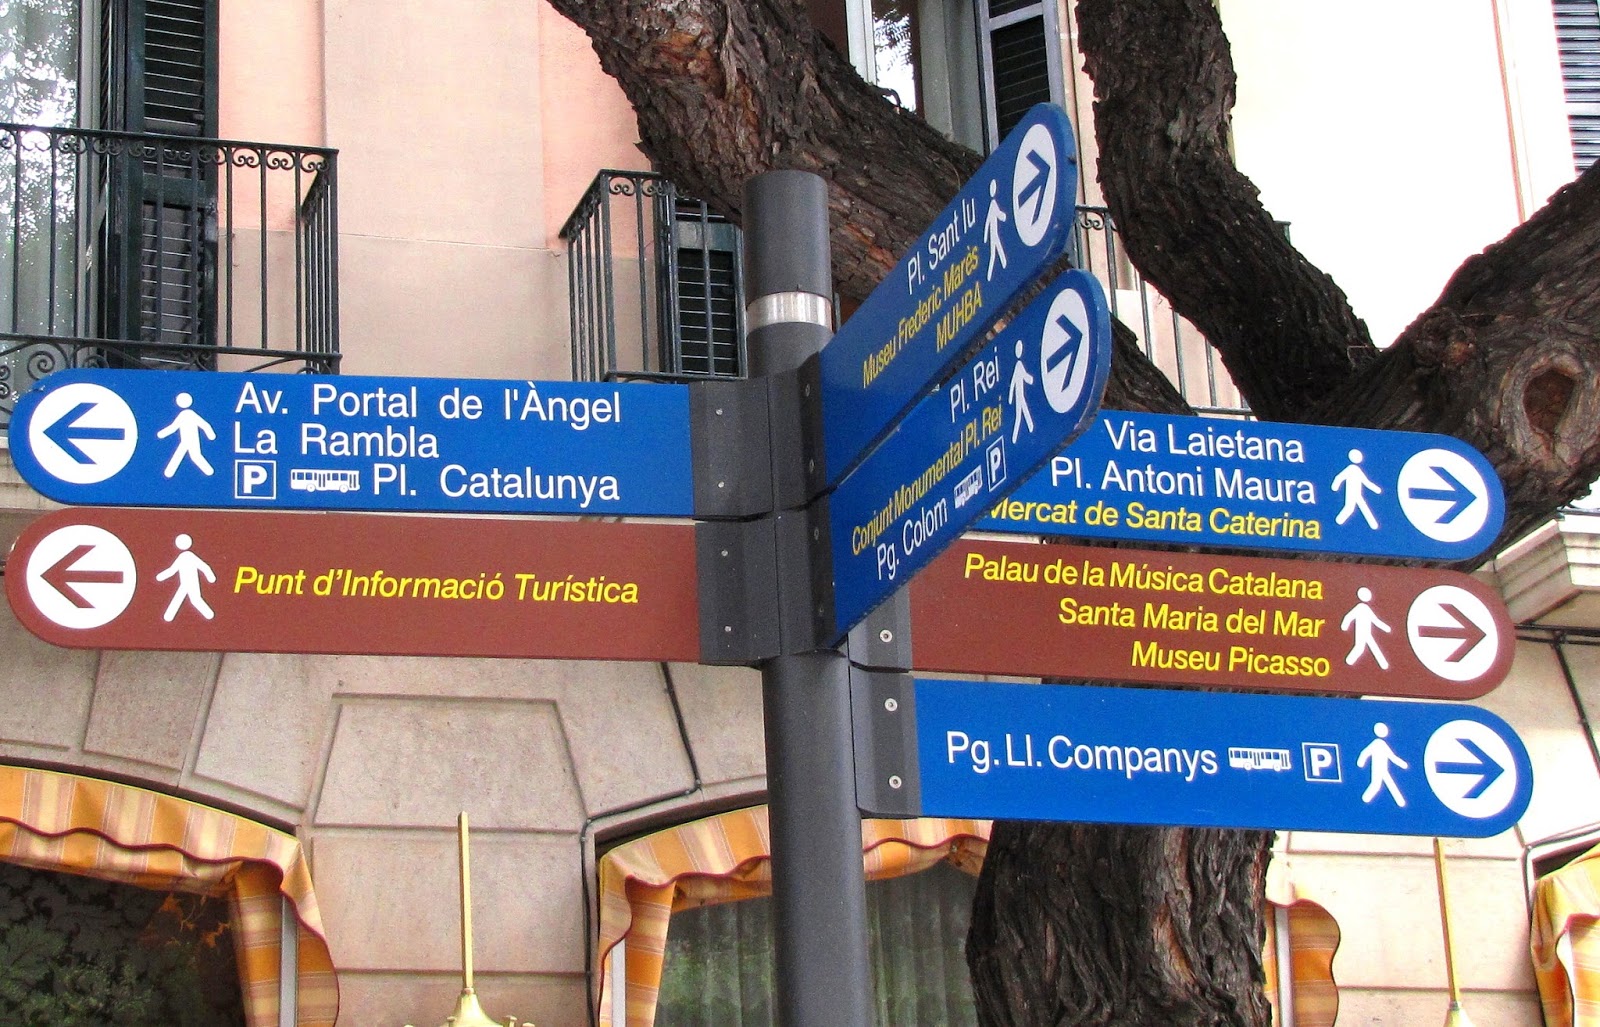 Av. Portal de l'Àngel
La Rambla
P Pl. Catalunya
Punt d'Informació Turística
Pl. Sant Iu
Museu Frederic Marès
MUHBA
Pl. Rei
Conjunt Monumental Pl. Rei
Pg. Colom P
Via Laietana
Pl. Antoni Maura
Mercat de Santa Caterina
Palau de la Música Catalana
Santa Maria del Mar
Museu Picasso
Pg. Ll. Companys P